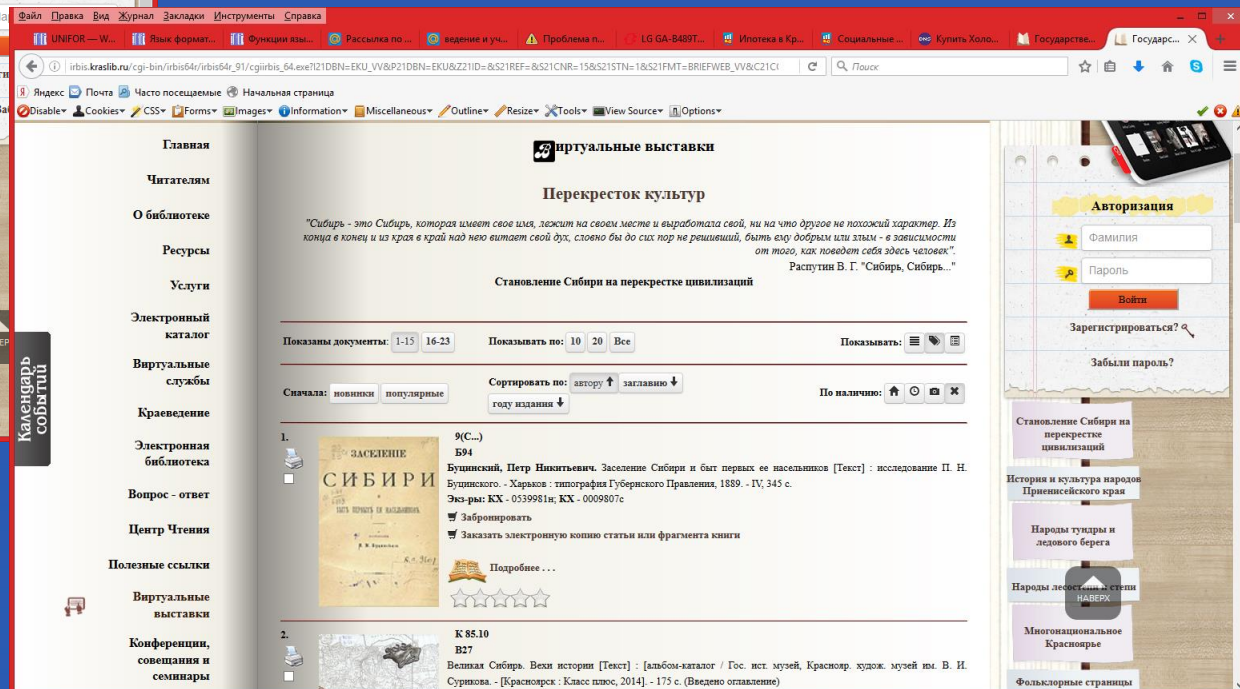 Файл Правка Вид Журнал Закладки Инструменты Справка
UNIFOR — W... Язык формат... Функции язы... Рассылка по ... ведение и уч... Проблема п... LG GA-B489T... Ипотека в Кр... Социальные ... Купить Холо... Государстве... Государс...
irbis.kraslib.ru/cgi-bin/irbis64r/irbis64r_91/cgiirbis_64.exe?I21DBN=EKU_VV&P21DBN=EKU&Z21ID=&S21REF=&S21CNR=15&S21STN=1&S21FMT=BRIEFWEB_VV&C21C(
Поиск
Яндекс Почта Часто посещаемые Начальная страница
Disable Cookies CSS Forms Images Information Miscellaneous Outline Resize Tools View Source Options
Главная
Читателям
О библиотеке
Ресурсы
Услуги
Электронный
каталог
Виртуальные
службы
Краеведение
Электронная
библиотека
Вопрос - ответ
Центр Чтения
Полезные ссылки
Виртуальные
выставки
Конференции,
совещания и
семинары
Календарь
событий
Виртуальные выставки
Перекресток культур
"Сибирь - это Сибирь, которая имеет свое имя, лежит на своем месте и выработала свой, ни на что другое не похожий характер. Из
конца в конец и из края в край над нею витает свой дух, словно бы до сих пор не решивший, быть ему добрым или злым - в зависимости
от того, как поведет себя здесь человек".
Распутин В. Г. "Сибирь, Сибирь..."
Становление Сибири на перекрестке цивилизаций
Показаны документы: 1-15 16-23 Показывать по: 10 20 Все Показывать:
Сначала: новинки популярные Сортировать по: автору заглавию По наличию:
году издания
1.
ЗАСЕЛЕНІЕ
СИБИРИ
9(С...)
Б94
Буцинский, Петр Никитьевич. Заселение Сибири и быт первых ее насельников [Текст] : исследование П. Н.
Буцинского. - Харьков : типография Губернского Правления, 1889. - IV, 345 с.
Экз-ры: КХ - 0539981н; КХ - 0009807с
Забронировать
Заказать электронную копию статьи или фрагмента книги
Подробнее . . .
2.
К 85.10
В27
Великая Сибирь. Вехи истории [Текст] : [альбом-каталог / Гос. ист. музей, Краснояр. худож. музей им. В. И.
Сурикова. - [Красноярск : Класс плюс, 2014]. - 175 с. (Введено оглавление)
Авторизация
Фамилия
Пароль
Войти
Зарегистрироваться?
Забыли пароль?
Становление Сибири на
перекрестке
цивилизаций
История и культура народов
Приенисейского края
Народы тундры и
ледового берега
Народы лесостепи и степи
НАВЕРХ
Многонациональное
Красноярье
Фольклорные страницы